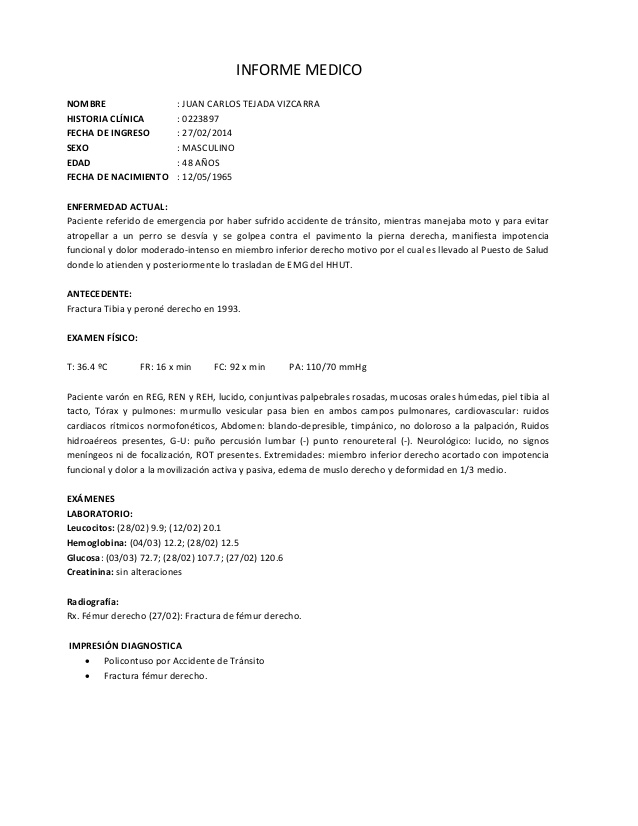 INFORME MEDICO
NOMBRE : JUAN CARLOS TEJADA VIZCARRA
HISTORIA CLÍNICA : 0223897
FECHA DE INGRESO : 27/02/2014
SEXO : MASCULINO
EDAD : 48 AÑOS
FECHA DE NACIMIENTO : 12/05/1965
ENFERMEDAD ACTUAL:
Paciente referido de emergencia por haber sufrido accidente de tránsito, mientras manejaba moto y para evitar
atropellar a un perro se desvía y se golpea contra el pavimento la pierna derecha, manifiesta impotencia
funcional y dolor moderado-intenso en miembro inferior derecho motivo por el cual es llevado al Puesto de Salud
donde lo atienden y posteriormente lo trasladan de EMG del HHUT.
ANTECEDENTE:
Fractura Tibia y peroné derecho en 1993.
EXAMEN FÍSICO:
T: 36.4 ºC FR: 16 x min FC: 92 x min PA: 110/70 mmHg
Paciente varón en REG, REN y REH, lucido, conjuntivas palpebrales rosadas, mucosas orales húmedas, piel tibia al
tacto, Tórax y pulmones: murmullo vesicular pasa bien en ambos campos pulmonares, cardiovascular: ruidos
cardiacos rítmicos normofonéticos, Abdomen: blando-depresible, timpánico, no doloroso a la palpación, Ruidos
hidroaéreos presentes, G-U: puño percusión lumbar (-) punto renoureteral (-). Neurológico: lucido, no signos
meníngeos ni de focalización, ROT presentes. Extremidades: miembro inferior derecho acortado con impotencia
funcional y dolor a la movilización activa y pasiva, edema de muslo derecho y deformidad en 1/3 medio.
EXÁMENES
LABORATORIO:
Leucocitos: (28/02) 9.9; (12/02) 20.1
Hemoglobina: (04/03) 12.2; (28/02) 12.5
Glucosa: (03/03) 72.7; (28/02) 107.7; (27/02) 120.6
Creatinina: sin alteraciones
Radiografía:
Rx. Fémur derecho (27/02): Fractura de fémur derecho.
IMPRESIÓN DIAGNOSTICA
• Policontuso por Accidente de Tránsito
• Fractura fémur derecho.